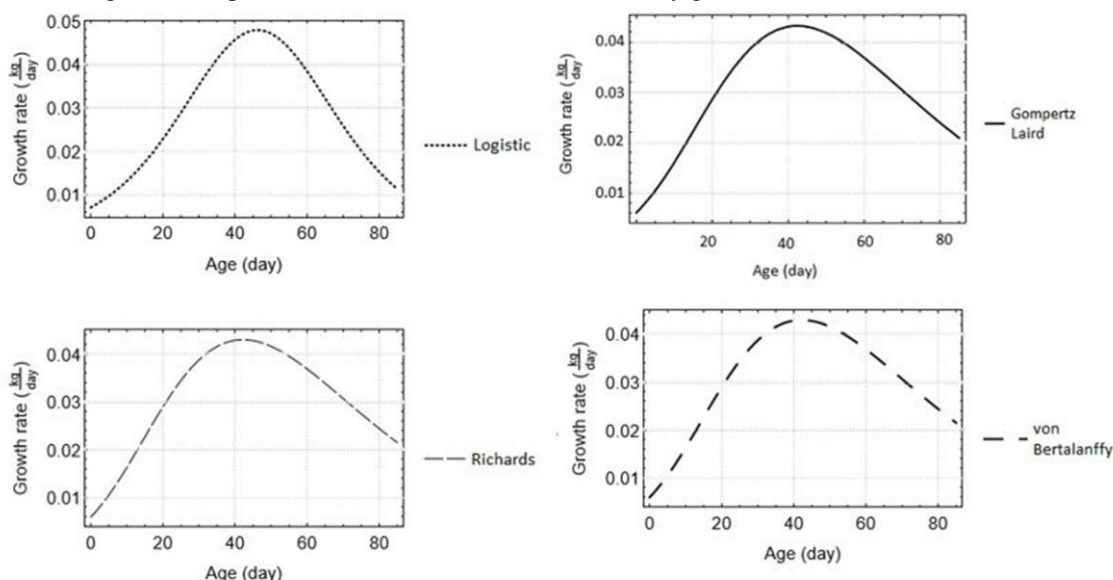 0.05
0.04
0.03
0.02
0.01
Growth rate (kg/day)
0 20 40 60 80
Age (day)
Logistic
0.04
0.03
0.02
0.01
Growth rate (kg/day)
20 40 60 80
Age (day)
Gompertz
Laird
0.04
0.03
0.02
0.01
Growth rate (kg/day)
0 20 40 60 80
Age (day)
Richards
0.04
0.03
0.02
0.01
Growth rate (kg/day)
0 20 40 60 80
Age (day)
von
Bertalanffy